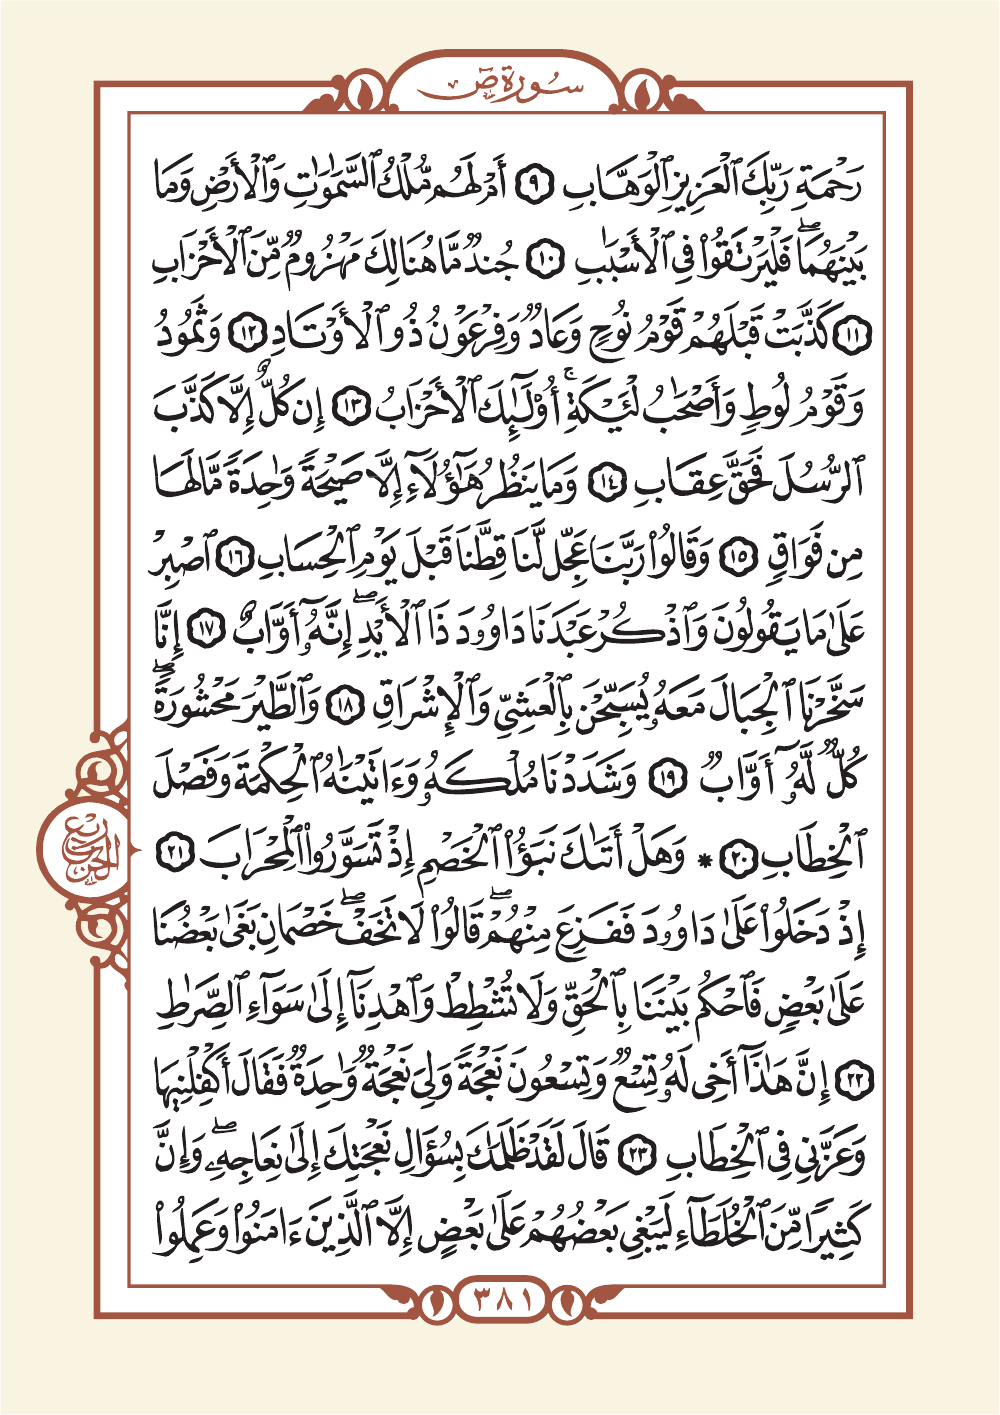 سورة ص
رَحۡمَةِ رَبِّكَ ٱلۡعَزِيزِ ٱلۡوَهَّابِ ٩ أَمۡ لَهُم مُّلۡكُ ٱلسَّمَٰوَٰتِ وَٱلۡأَرۡضِ وَمَا
بَيۡنَهُمَاۖ فَلۡيَرۡتَقُواْ فِي ٱلۡأَسۡبَٰبِ ١٠ جُندٞ مَّا هُنَالِكَ مَهۡزُومٞ مِّنَ ٱلۡأَحۡزَابِ
١١ كَذَّبَتۡ قَبۡلَهُمۡ قَوۡمُ نُوحٖ وَعَادٞ وَفِرۡعَوۡنُ ذُو ٱلۡأَوۡتَادِ ١٢ وَثَمُودُ
وَقَوۡمُ لُوطٖ وَأَصۡحَٰبُ لۡـَٔيۡكَةِۚ أُوْلَٰٓئِكَ ٱلۡأَحۡزَابُ ١٣ إِن كُلٌّ إِلَّا كَذَّبَ
ٱلرُّسُلَ فَحَقَّ عِقَابِ ١٤ وَمَا يَنظُرُ هَٰٓؤُلَآءِ إِلَّا صَيۡحَةٗ وَٰحِدَةٗ مَّا لَهَا
مِن فَوَاقٖ ١٥ وَقَالُواْ رَبَّنَا عَجِّل لَّنَا قِطَّنَا قَبۡلَ يَوۡمِ ٱلۡحِسَابِ ١٦ ٱصۡبِرۡ
عَلَىٰ مَا يَقُولُونَ وَٱذۡكُرۡ عَبۡدَنَا دَاوُۥدَ ذَا ٱلۡأَيۡدِۖ إِنَّهُۥٓ أَوَّابٌ ١٧ إِنَّا
سَخَّرۡنَا ٱلۡجِبَالَ مَعَهُۥ يُسَبِّحۡنَ بِٱلۡعَشِيِّ وَٱلۡإِشۡرَاقِ ١٨ وَٱلطَّيۡرَ مَحۡشُورَةٗۖ
كُلّٞ لَّهُۥٓ أَوَّابٞ ١٩ وَشَدَدۡنَا مُلۡكَهُۥ وَءَاتَيۡنَٰهُ ٱلۡحِكۡمَةَ وَفَصۡلَ
ٱلۡخِطَابِ ٢٠ * وَهَلۡ أَتَىٰكَ نَبَؤُاْ ٱلۡخَصۡمِ إِذۡ تَسَوَّرُواْ ٱلۡمِحۡرَابَ ٢١
ربع الحزب
إِذۡ دَخَلُواْ عَلَىٰ دَاوُۥدَ فَفَزِعَ مِنۡهُمۡۖ قَالُواْ لَا تَخَفۡۖ خَصۡمَانِ بَغَىٰ بَعۡضُنَا
عَلَىٰ بَعۡضٖ فَٱحۡكُم بَيۡنَنَا بِٱلۡحَقِّ وَلَا تُشۡطِطۡ وَٱهۡدِنَآ إِلَىٰ سَوَآءِ ٱلصِّرَٰطِ
٢٢ إِنَّ هَٰذَآ أَخِي لَهُۥ تِسۡعٞ وَتِسۡعُونَ نَعۡجَةٗ وَلِيَ نَعۡجَةٞ وَٰحِدَةٞ فَقَالَ أَكۡفِلۡنِيهَا
وَعَزَّنِي فِي ٱلۡخِطَابِ ٢٣ قَالَ لَقَدۡ ظَلَمَكَ بِسُؤَالِ نَعۡجَتِكَ إِلَىٰ نِعَاجِهِۦۖ وَإِنَّ
كَثِيرٗا مِّنَ ٱلۡخُلَطَآءِ لَيَبۡغِي بَعۡضُهُمۡ عَلَىٰ بَعۡضٍ إِلَّا ٱلَّذِينَ ءَامَنُواْ وَعَمِلُواْ
٣٨١